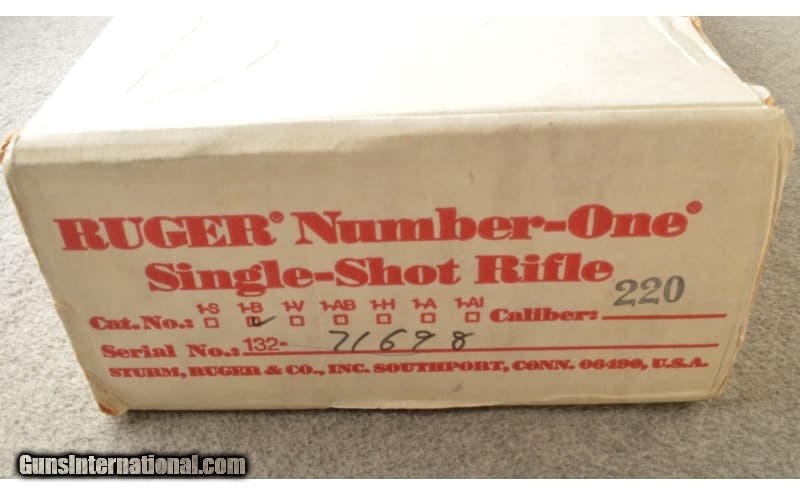 RUGER® Number-One®
Single-Shot Rifle
1-S 1-B 1-V 1-AB 1-H 1-A 1-AI
Cat. No.: Caliber: 220
Serial No.: 132- 71698
STURM, RUGER & CO., INC. SOUTHPORT, CONN. 06490, U.S.A.
GunsInternational.com